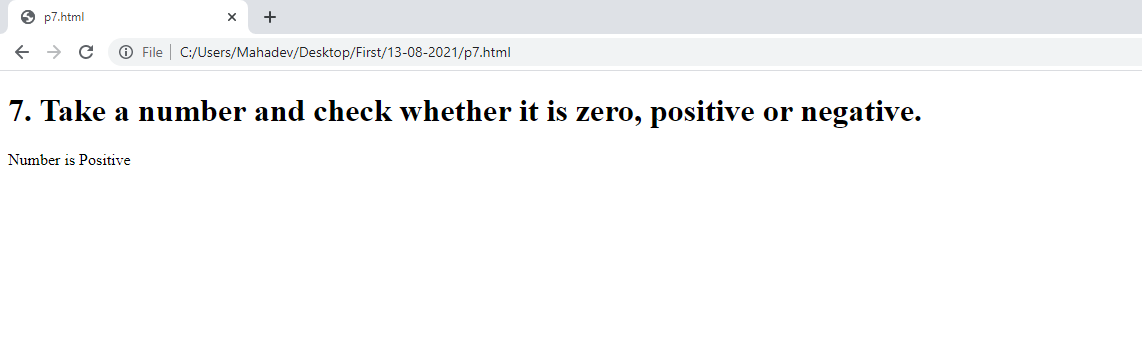 p7.html
File C:/Users/Mahadev/Desktop/First/13-08-2021/p7.html
7. Take a number and check whether it is zero, positive or negative.
Number is Positive